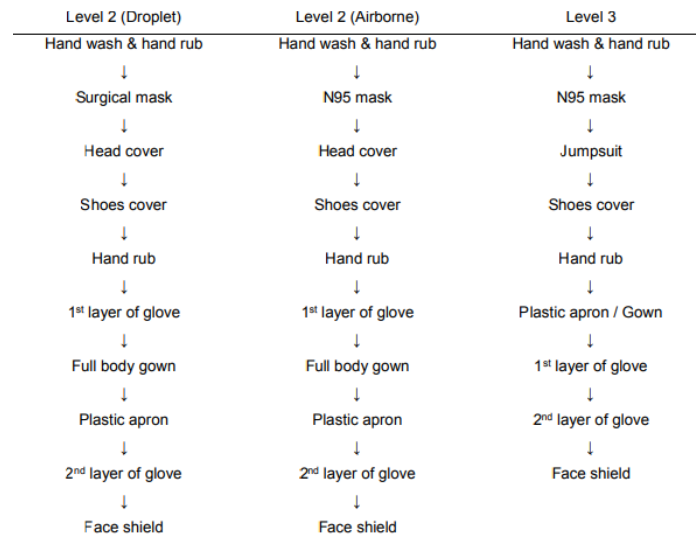 Level 2 (Droplet) Level 2 (Airborne) Level 3
Hand wash & hand rub Hand wash & hand rub Hand wash & hand rub
↓ ↓ ↓
Surgical mask N95 mask N95 mask
↓ ↓ ↓
Head cover Head cover Jumpsuit
↓ ↓ ↓
Shoes cover Shoes cover Shoes cover
↓ ↓ ↓
Hand rub Hand rub Hand rub
↓ ↓ ↓
1st layer of glove 1st layer of glove Plastic apron / Gown
↓ ↓ ↓
Full body gown Full body gown 1st layer of glove
↓ ↓ ↓
Plastic apron Plastic apron 2nd layer of glove
↓ ↓ ↓
2nd layer of glove 2nd layer of glove Face shield
↓ ↓
Face shield Face shield